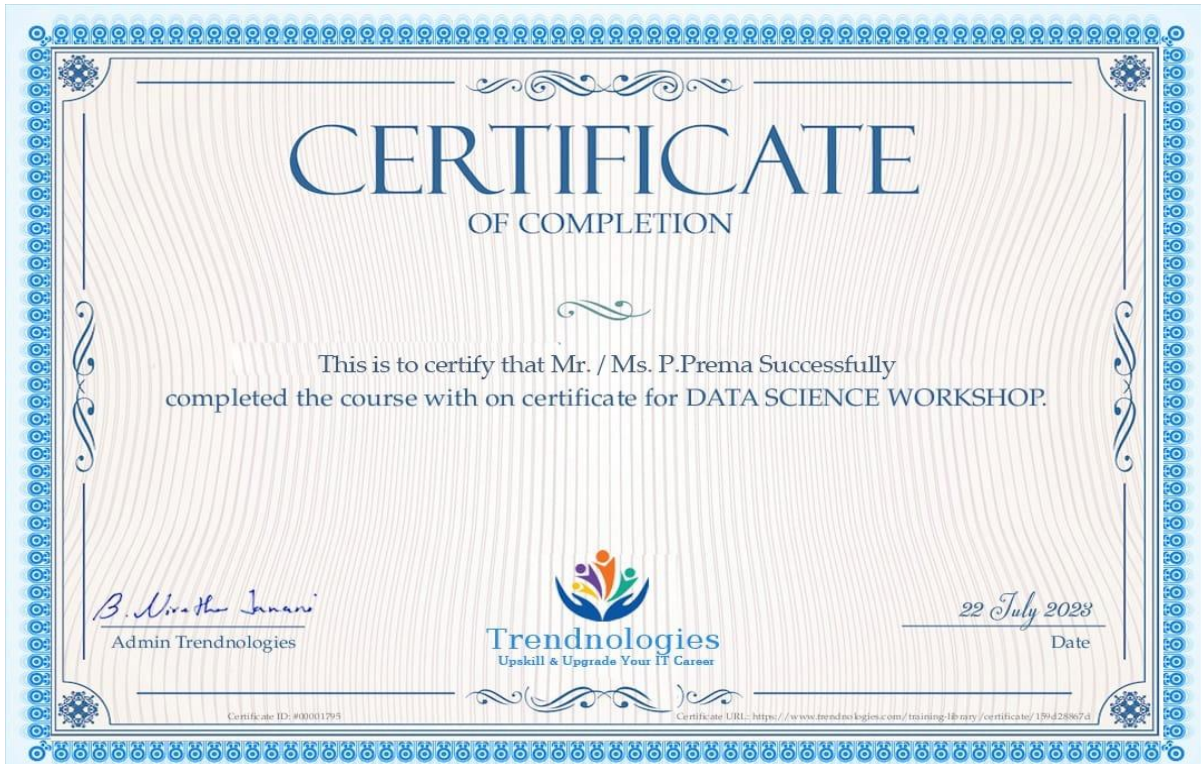 CERTIFICATE
OF COMPLETION
This is to certify that Mr. / Ms. P.Prema Successfully
completed the course with on certificate for DATA SCIENCE WORKSHOP.
B. Janani
Admin Trendnologies
Trendnologies
Upskill & Upgrade Your IT Career
22 July 2023
Date
Certificate ID: #00001795
Certificate URL: https://www.trendnologies.com/training-library/certificate/159d28867d